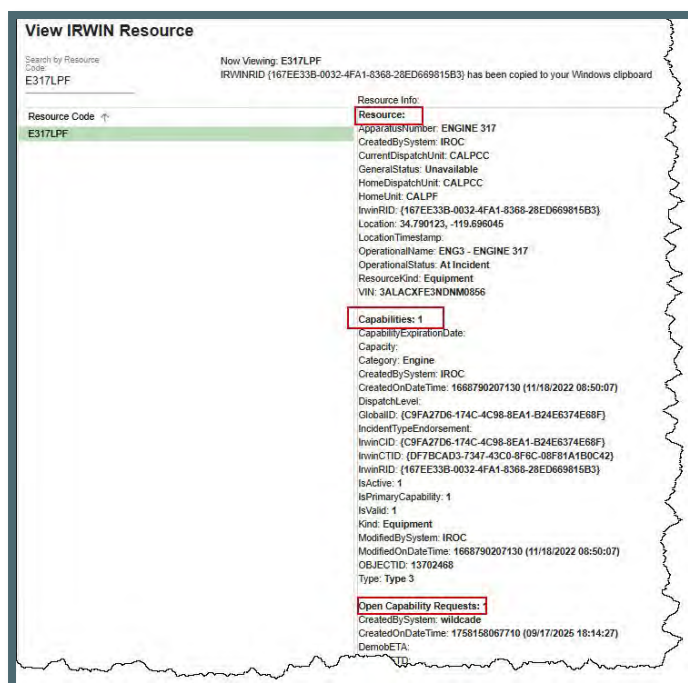 View IRWIN Resource
Search by Resource
Code:
E317LPF
Now Viewing: E317LPF
IRWINRID {167EE33B-0032-4FA1-8368-28ED669815B3} has been copied to your Windows clipboard
Resource Code ↑
E317LPF
Resource Info:
Resource:
ApparatusNumber: ENGINE 317
CreatedBySystem: IROC
CurrentDispatchUnit: CALPCC
GeneralStatus: Unavailable
HomeDispatchUnit: CALPCC
HomeUnit: CALPF
IrwinRID: {167EE33B-0032-4FA1-8368-28ED669815B3}
Location: 34.790123, -119.696045
LocationTimestamp:
OperationalName: ENG3 - ENGINE 317
OperationalStatus: At Incident
ResourceKind: Equipment
VIN: 3ALACXFE3NDNM0856
Capabilities: 1
CapabilityExpirationDate:
Capacity:
Category: Engine
CreatedBySystem: IROC
CreatedOnDateTime: 1668790207130 (11/18/2022 08:50:07)
DispatchLevel:
GlobalID: {C9FA27D6-174C-4C98-8EA1-B24E6374E68F}
IncidentTypeEndorsement:
IrwinCID: {C9FA27D6-174C-4C98-8EA1-B24E6374E68F}
IrwinCTID: {DF7BCAD3-7347-43C0-8F6C-08F81A1B0C42}
IrwinRID: {167EE33B-0032-4FA1-8368-28ED669815B3}
IsActive: 1
IsPrimaryCapability: 1
IsValid: 1
Kind: Equipment
ModifiedBySystem: IROC
ModifiedOnDateTime: 1668790207130 (11/18/2022 08:50:07)
OBJECTID: 13702468
Type: Type 3
Open Capability Requests: 1
CreatedBySystem: wildcade
CreatedOnDateTime: 1758158067710 (09/17/2025 18:14:27)
DemobETA: